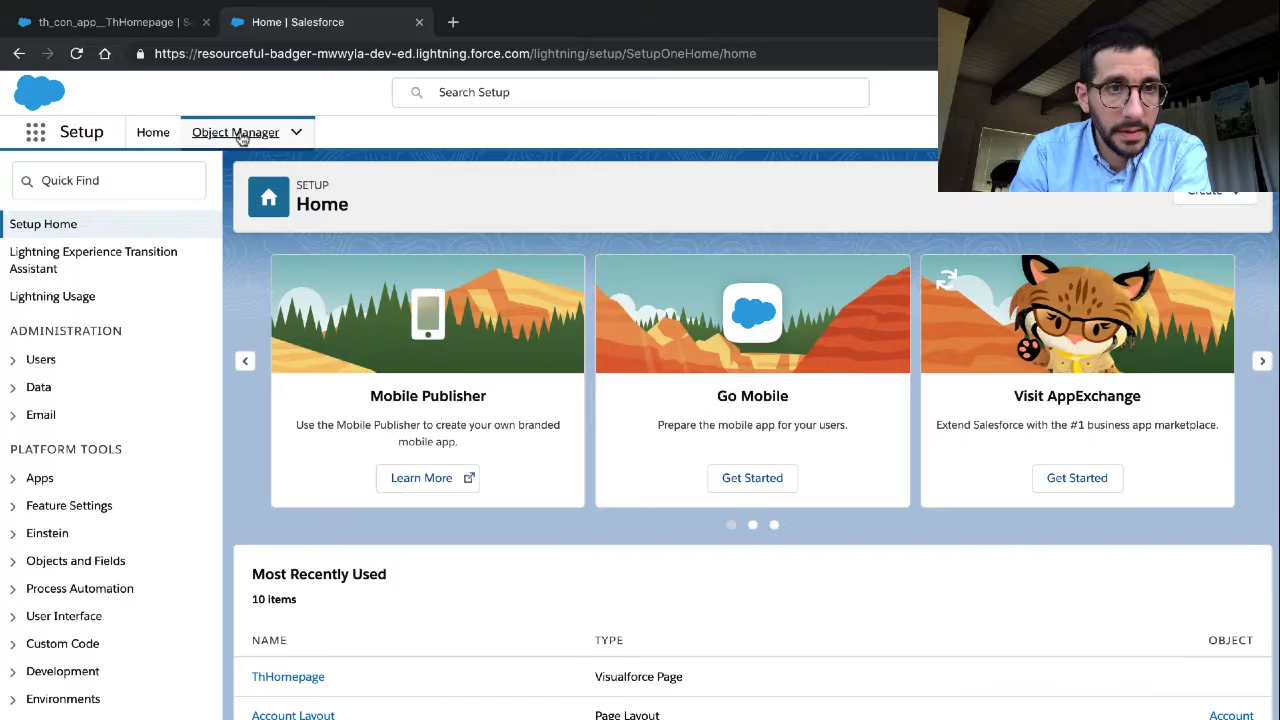 th_con_app__ThHomepage | S
Home | Salesforce
https://resourceful-badger-mwwyla-dev-ed.lightning.force.com/lightning/setup/SetupOneHome/home
Search Setup
Setup
Home
Object Manager
Quick Find
Setup Home
Lightning Experience Transition
Assistant
Lightning Usage
ADMINISTRATION
Users
Data
Email
PLATFORM TOOLS
Apps
Feature Settings
Einstein
Objects and Fields
Process Automation
User Interface
Custom Code
Development
Environments
SETUP
Home
Create
Mobile Publisher
Use the Mobile Publisher to create your own branded
mobile app.
Learn More
Go Mobile
Prepare the mobile app for your users.
Get Started
Visit AppExchange
Extend Salesforce with the #1 business app marketplace.
Get Started
Most Recently Used
10 items
NAME TYPE OBJECT
ThHomepage Visualforce Page
Account Layout Page Layout Account